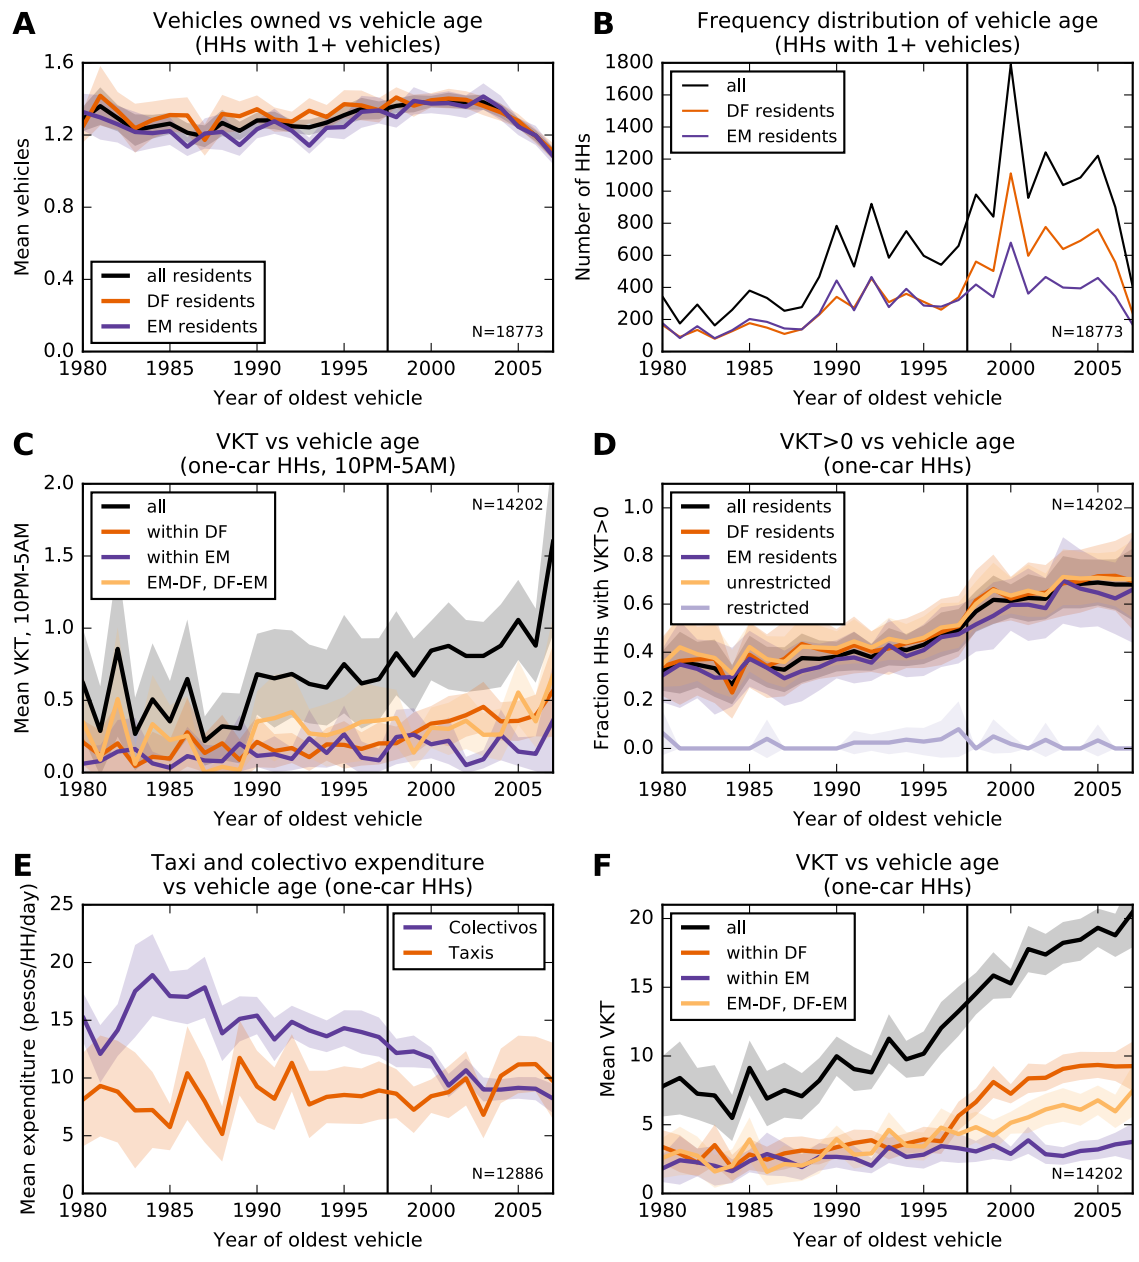 A
Vehicles owned vs vehicle age
(HHs with 1+ vehicles)
1.6
1.2
0.8
0.4
0.0
Mean vehicles
all residents
DF residents
EM residents
N=18773
1980 1985 1990 1995 2000 2005
Year of oldest vehicle
B
Frequency distribution of vehicle age
(HHs with 1+ vehicles)
1800
1600
1400
1200
1000
800
600
400
200
0
Number of HHs
all
DF residents
EM residents
N=18773
1980 1985 1990 1995 2000 2005
Year of oldest vehicle
C
VKT vs vehicle age
(one-car HHs, 10PM-5AM)
2.0
1.5
1.0
0.5
0.0
Mean VKT, 10PM-5AM
all
within DF
within EM
EM-DF, DF-EM
N=14202
1980 1985 1990 1995 2000 2005
Year of oldest vehicle
D
VKT>0 vs vehicle age
(one-car HHs)
1.0
0.8
0.6
0.4
0.2
0.0
Fraction HHs with VKT>0
all residents
DF residents
EM residents
unrestricted
restricted
N=14202
1980 1985 1990 1995 2000 2005
Year of oldest vehicle
E
Taxi and colectivo expenditure
vs vehicle age (one-car HHs)
25
20
15
10
5
0
Mean expenditure (pesos/HH/day)
Colectivos
Taxis
N=12886
1980 1985 1990 1995 2000 2005
Year of oldest vehicle
F
VKT vs vehicle age
(one-car HHs)
20
15
10
5
0
Mean VKT
all
within DF
within EM
EM-DF, DF-EM
N=14202
1980 1985 1990 1995 2000 2005
Year of oldest vehicle